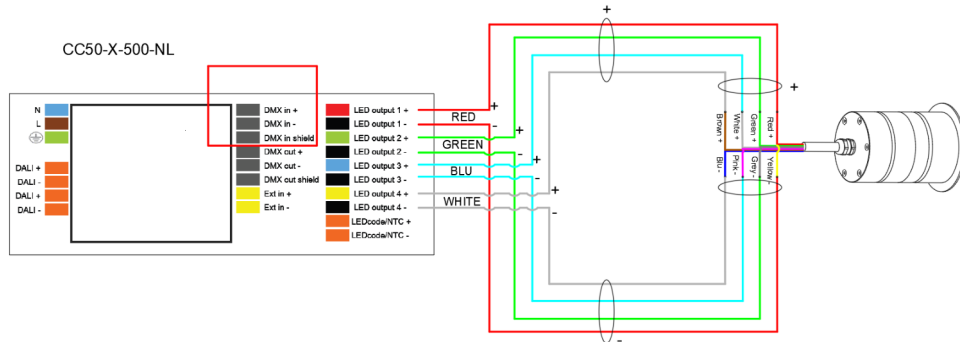 +
CC50-X-500-NL
+
N
DMX in +
LED output 1 +
+
L
DMX in -
LED output 1 -
RED
-
DMX in shield
LED output 2 +
+
DMX out +
LED output 2 -
GREEN
-
DALI +
DMX out -
LED output 3 +
+
DALI -
DMX out shield
LED output 3 -
BLU
-
DALI +
Ext in +
LED output 4 +
+
DALI -
Ext in -
LED output 4 -
WHITE
-
LEDcode/NTC +
LEDcode/NTC -
Brown +
White +
Green +
Red +
Blu -
Pink -
Grey -
Yellow -
-
-